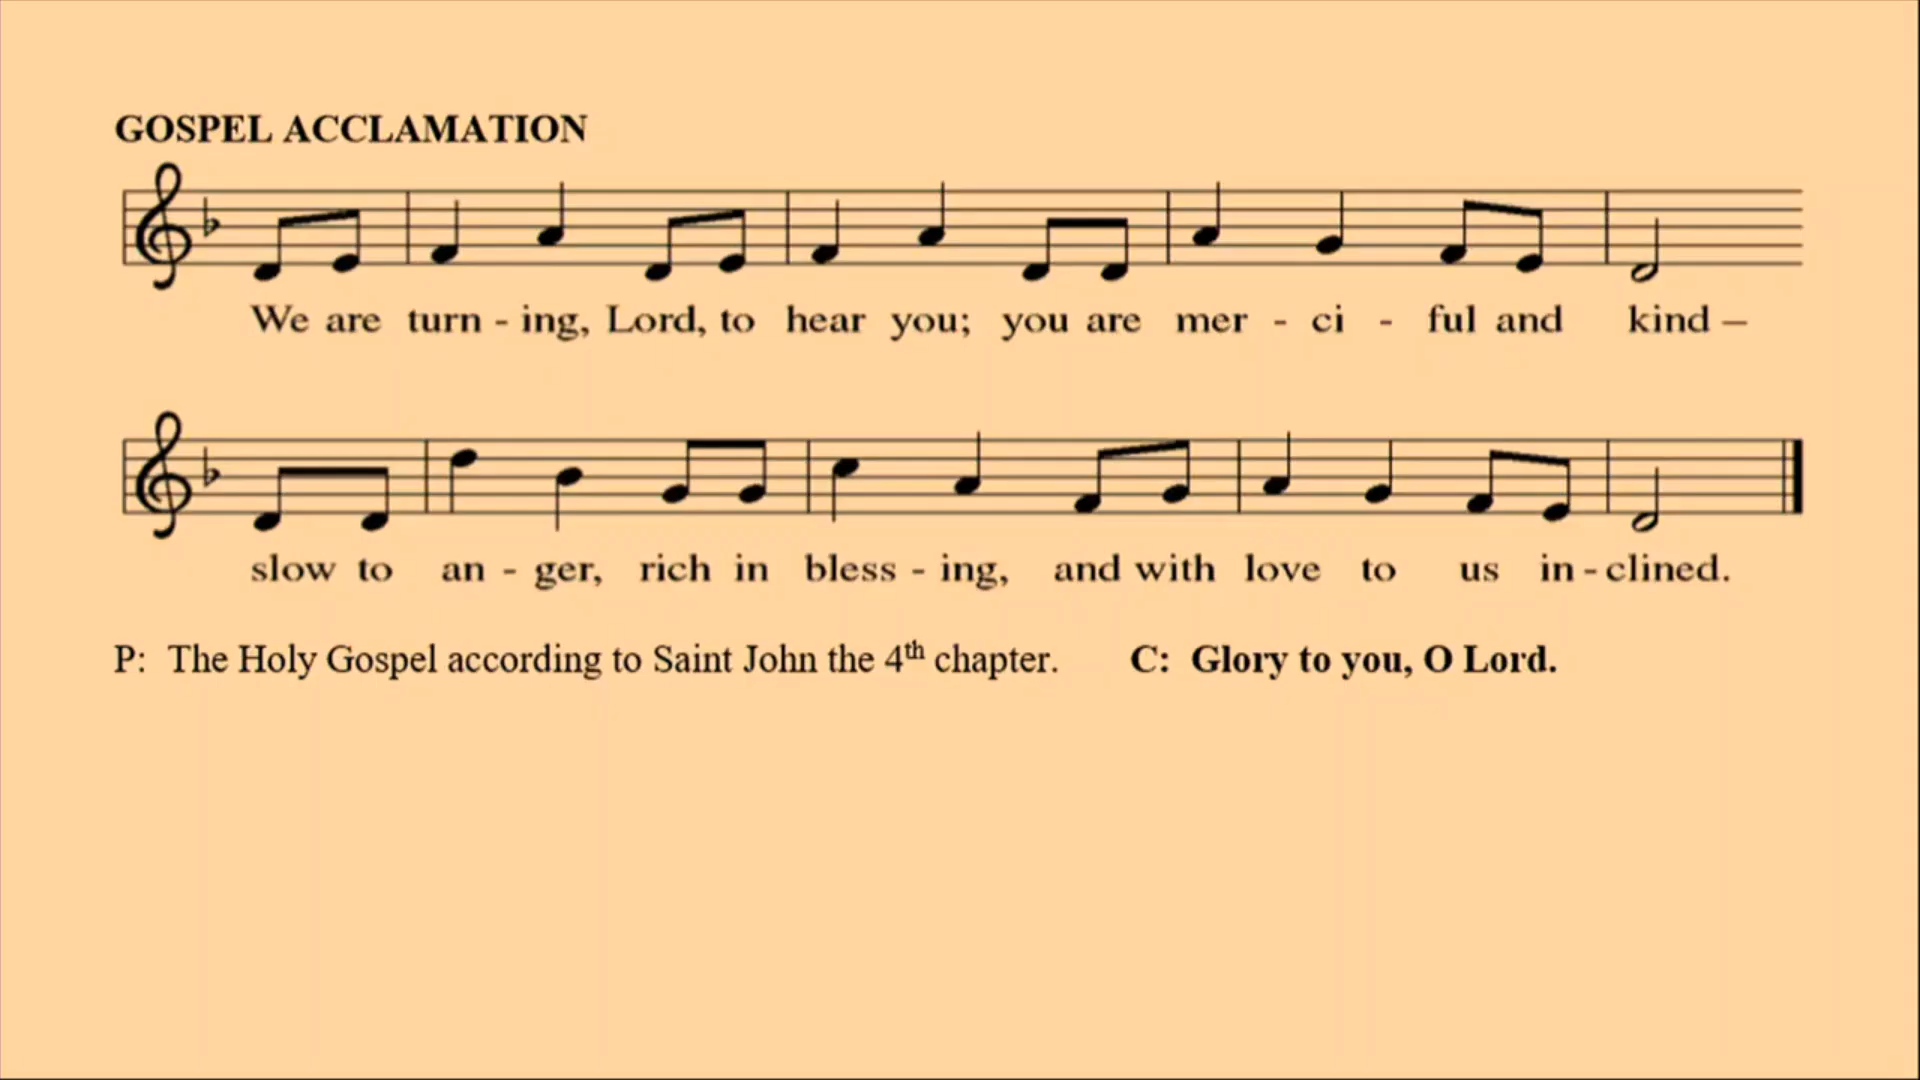 GOSPEL ACCLAMATION
We are turn - ing, Lord, to hear you; you are mer - ci - ful and kind –
slow to an - ger, rich in bless - ing, and with love to us in - clined.
P: The Holy Gospel according to Saint John the 4th chapter. C: Glory to you, O Lord.